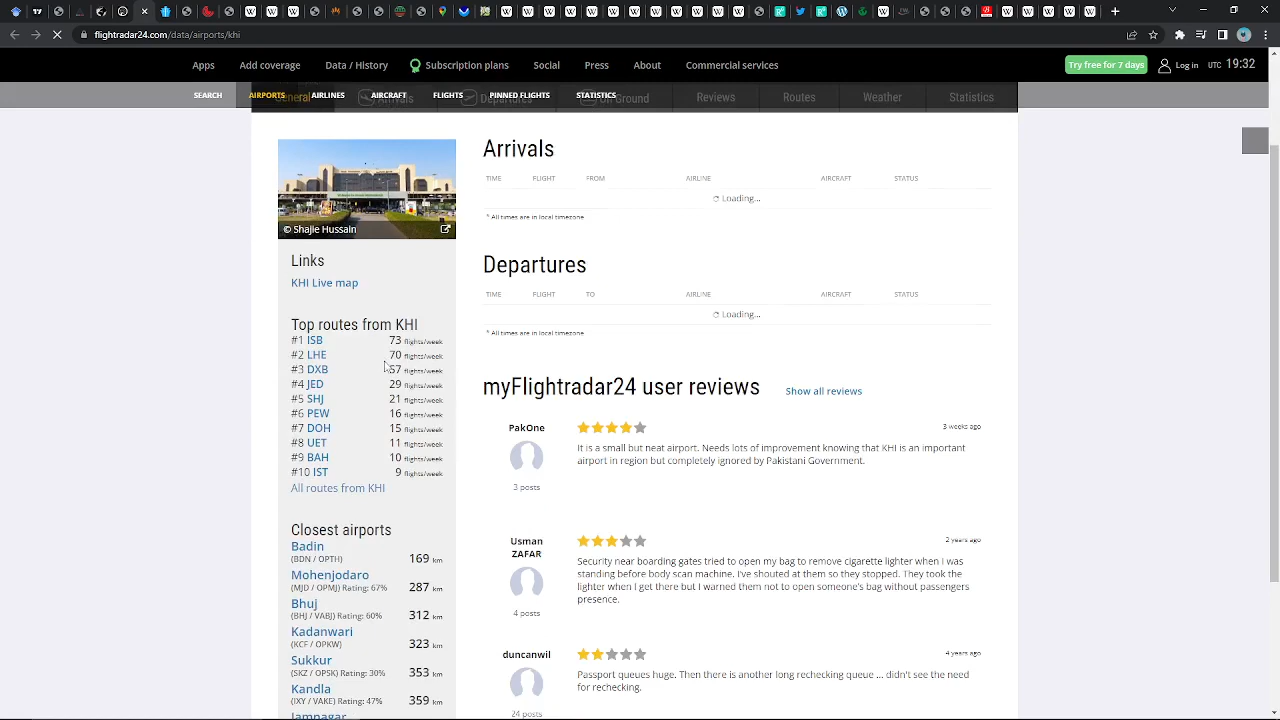 flightradar24.com/data/airports/khi
Apps Add coverage Data / History Subscription plans Social Press About Commercial services Try free for 7 days Log in UTC 19:32
SEARCH AIRPORTS AIRLINES AIRCRAFT FLIGHTS PINNED FLIGHTS STATISTICS
General Arrivals Departures On Ground Reviews Routes Weather Statistics
© Shajie Hussain
Links
KHI Live map
Top routes from KHI
#1 ISB 73 flights/week
#2 LHE 70 flights/week
#3 DXB 57 flights/week
#4 JED 29 flights/week
#5 SHJ 21 flights/week
#6 PEW 16 flights/week
#7 DOH 15 flights/week
#8 UET 11 flights/week
#9 BAH 10 flights/week
#10 IST 9 flights/week
All routes from KHI
Closest airports
Badin
(BDN / OPTH) 169 km
Mohenjodaro
(MJD / OPMJ) Rating: 67% 287 km
Bhuj
(BHJ / VABJ) Rating: 60% 312 km
Kadanwari
(KCF / OPKW) 323 km
Sukkur
(SKZ / OPSK) Rating: 30% 353 km
Kandla
(IXY / VAKE) Rating: 47% 359 km
Jamnagar
Arrivals
TIME FLIGHT FROM AIRLINE AIRCRAFT STATUS
Loading...
* All times are in local timezone
Departures
TIME FLIGHT TO AIRLINE AIRCRAFT STATUS
Loading...
* All times are in local timezone
myFlightradar24 user reviews Show all reviews
PakOne
3 posts
3 weeks ago
It is a small but neat airport. Needs lots of improvement knowing that KHI is an important
airport in region but completely ignored by Pakistani Government.
Usman
ZAFAR
4 posts
2 years ago
Security near boarding gates tried to open my bag to remove cigarette lighter when I was
standing before body scan machine. I've shouted at them so they stopped. They took the
lighter when I get there but I warned them not to open someone's bag without passengers
presence.
duncanwil
24 posts
4 years ago
Passport queues huge. Then there is another long rechecking queue ... didn't see the need
for rechecking.